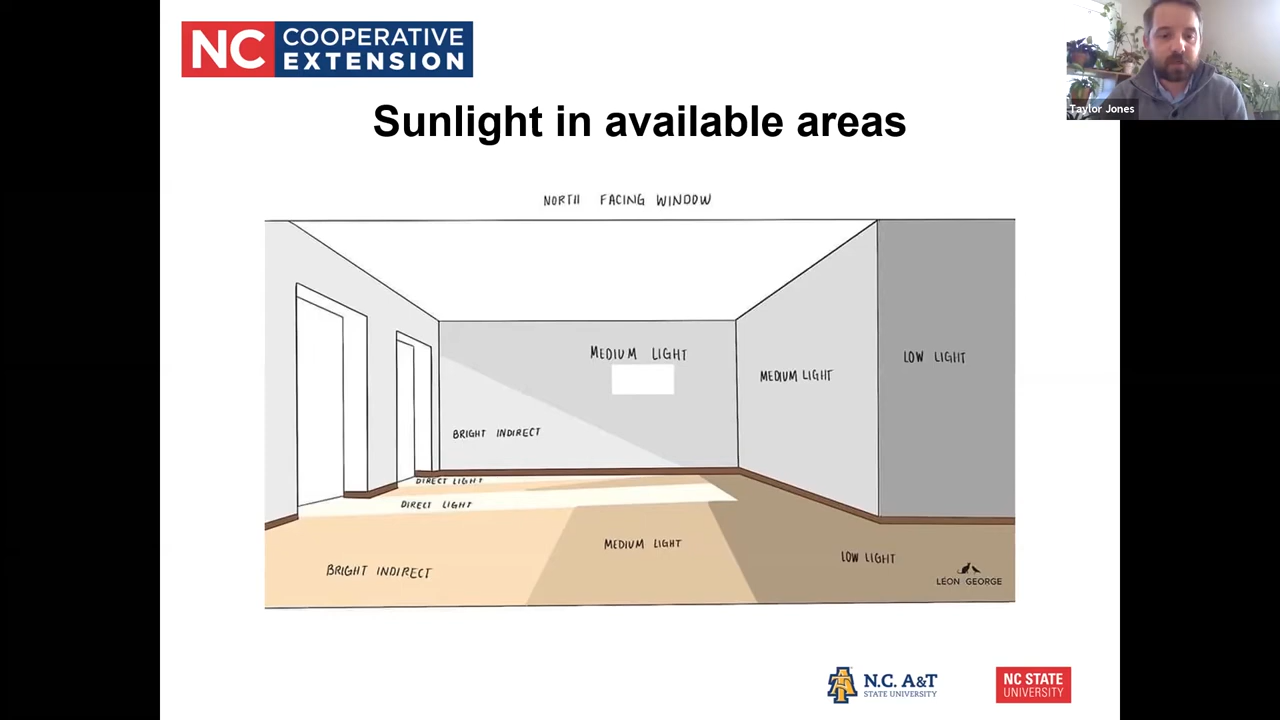 NC COOPERATIVE
EXTENSION
Taylor Jones
Sunlight in available areas
NORTH FACING WINDOW
MEDIUM LIGHT
MEDIUM LIGHT
LOW LIGHT
BRIGHT INDIRECT
DIRECT LIGHT
DIRECT LIGHT
MEDIUM LIGHT
LOW LIGHT
BRIGHT INDIRECT
LÉON GEORGE
N.C. A&T
STATE UNIVERSITY
NC STATE
UNIVERSITY